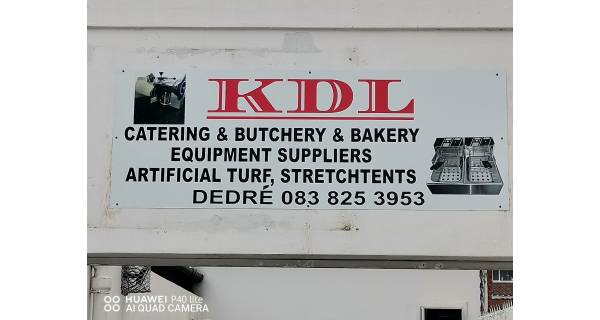 KDL
CATERING & BUTCHERY & BAKERY
EQUIPMENT SUPPLIERS
ARTIFICIAL TURF, STRETCHTENTS
DEDRÉ 083 825 3953
HUAWEI P40 lite
AI QUAD CAMERA